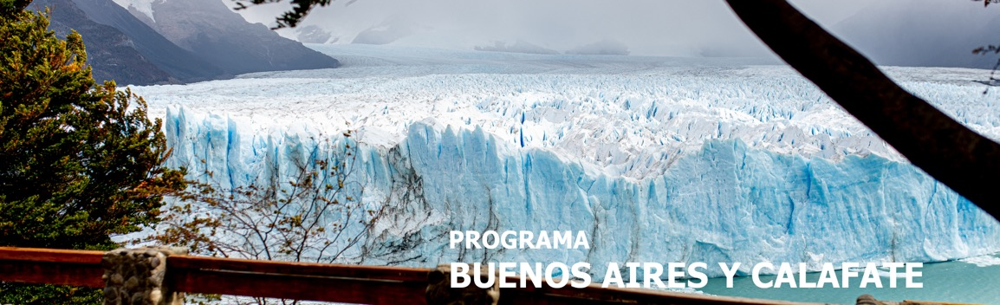 PROGRAMA
BUENOS AIRES Y CALAFATE